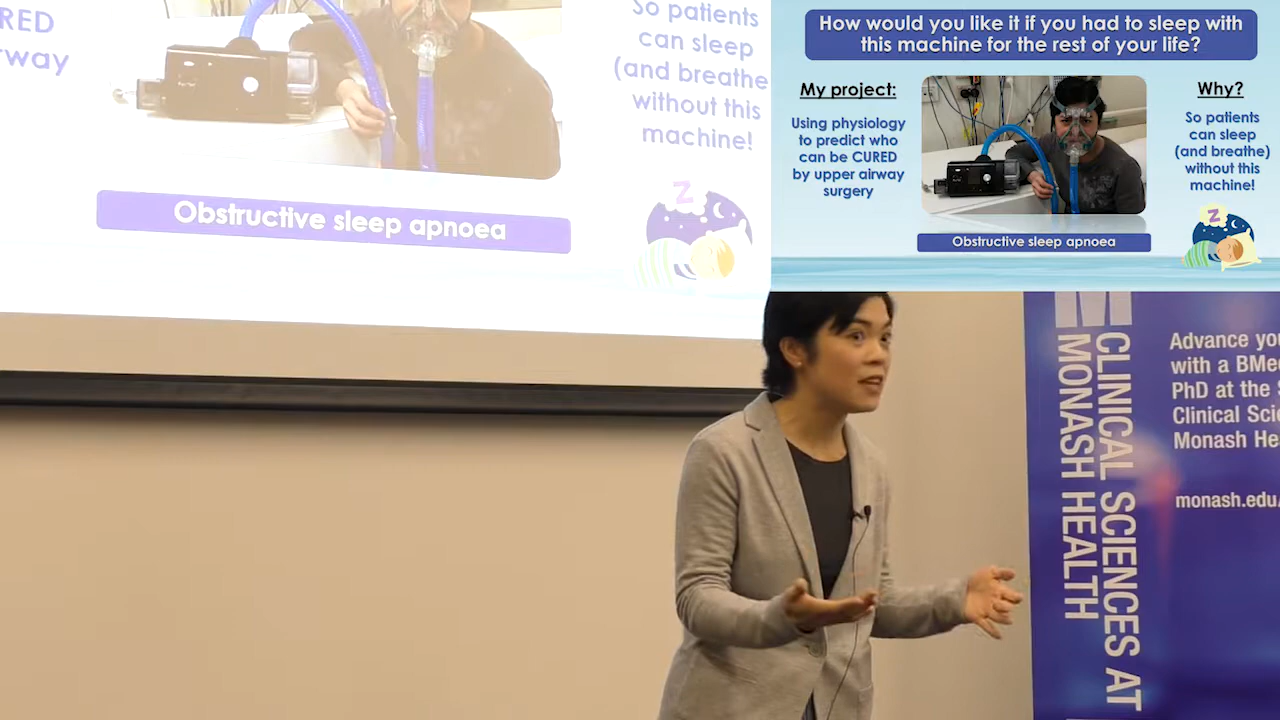 RED
rway
So patients
can sleep
(and breathe
without this
machine!
Obstructive sleep apnoea
Z
How would you like it if you had to sleep with
this machine for the rest of your life?
My project:
Using physiology
to predict who
can be CURED
by upper airway
surgery
Why?
So patients
can sleep
(and breathe)
without this
machine!
Obstructive sleep apnoea
Z
CLINICAL SCIENCES AT
MONASH HEALTH
Advance you
with a BMed
PhD at the S
Clinical Scie
Monash Hea
monash.edu/